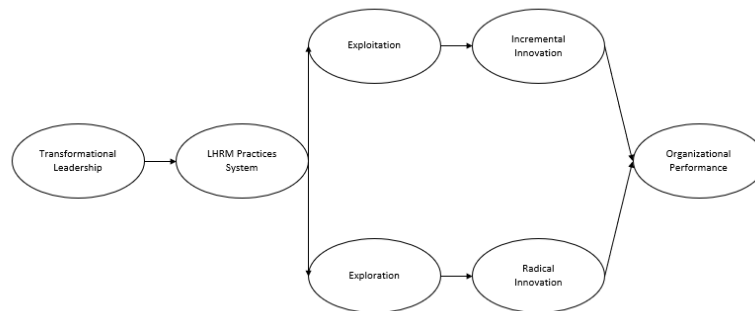 Exploitation
Incremental
Innovation
Transformational
Leadership
LHRM Practices
System
Organizational
Performance
Exploration
Radical
Innovation